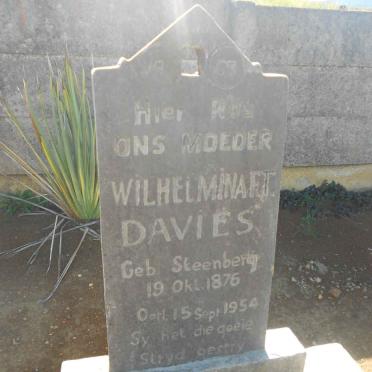 Hier Rus
ONS MOEDER
WILHELMINA F.E.
DAVIES
Geb Steenberg
19 Okt. 1876
Oorl. 15 Sept 1954
Sy het die goeie
Stryd gestry